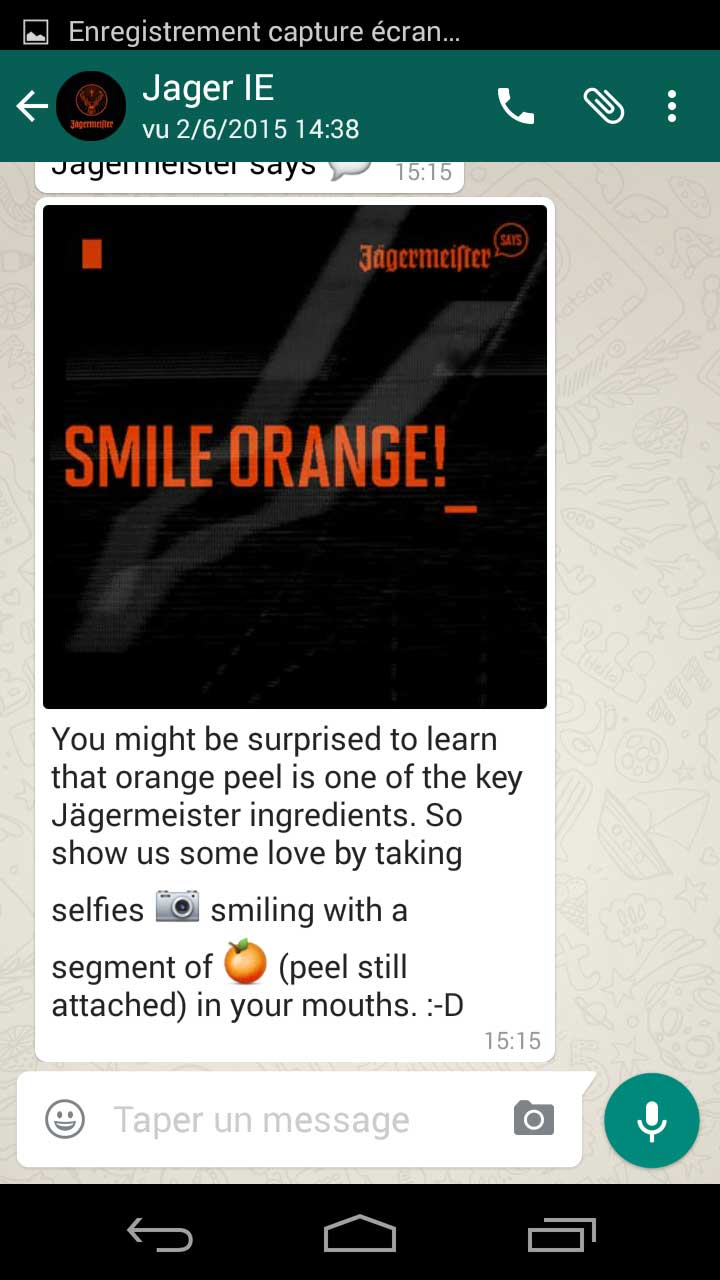 Enregistrement capture écran...
Jager IE
Jägermeister
vu 2/6/2015 14:38
Jagermeister says 💬 15:15
Jägermeister SAYS
SMILE ORANGE!_
You might be surprised to learn
that orange peel is one of the key
Jägermeister ingredients. So
show us some love by taking
selfies 📷 smiling with a
segment of 🍊 (peel still
attached) in your mouths. :-D
15:15
Taper un message